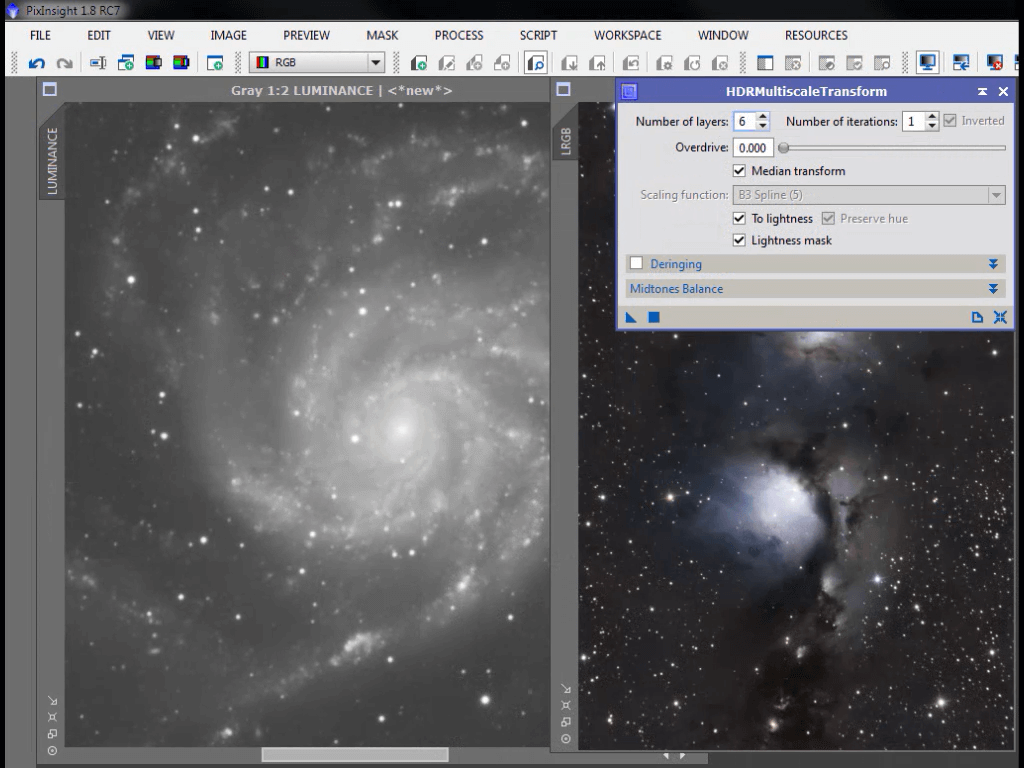 PixInsight 1.8 RC7
FILE EDIT VIEW IMAGE PREVIEW MASK PROCESS SCRIPT WORKSPACE WINDOW RESOURCES
RGB
Gray 1:2 LUMINANCE | <*new*>
LUMINANCE
LRGB
HDRMultiscaleTransform
Number of layers: 6 Number of iterations: 1 Inverted
Overdrive: 0.000
Median transform
Scaling function: B3 Spline (5)
To lightness Preserve hue
Lightness mask
Deringing
Midtones Balance